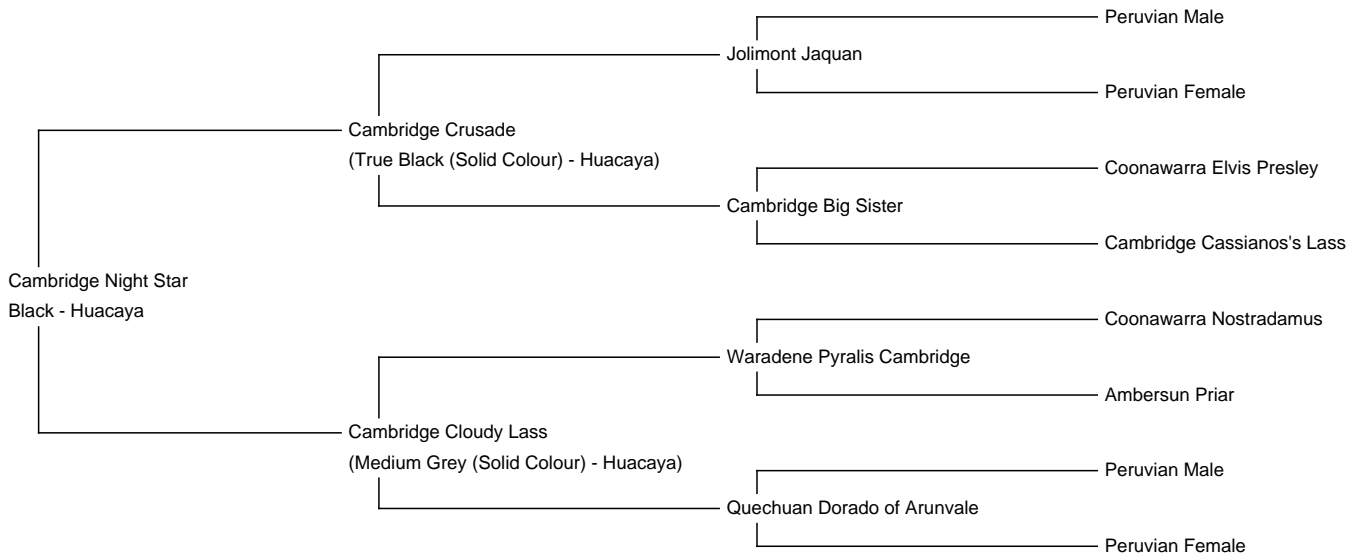 Peruvian Male
Jolimont Jaquan
Peruvian Female
Cambridge Crusade
(True Black (Solid Colour) - Huacaya)
Coonawarra Elvis Presley
Cambridge Big Sister
Cambridge Cassianos's Lass
Cambridge Night Star
Black - Huacaya
Coonawarra Nostradamus
Waradene Pyralis Cambridge
Ambersun Priar
Cambridge Cloudy Lass
(Medium Grey (Solid Colour) - Huacaya)
Peruvian Male
Quechuan Dorado of Arunvale
Peruvian Female